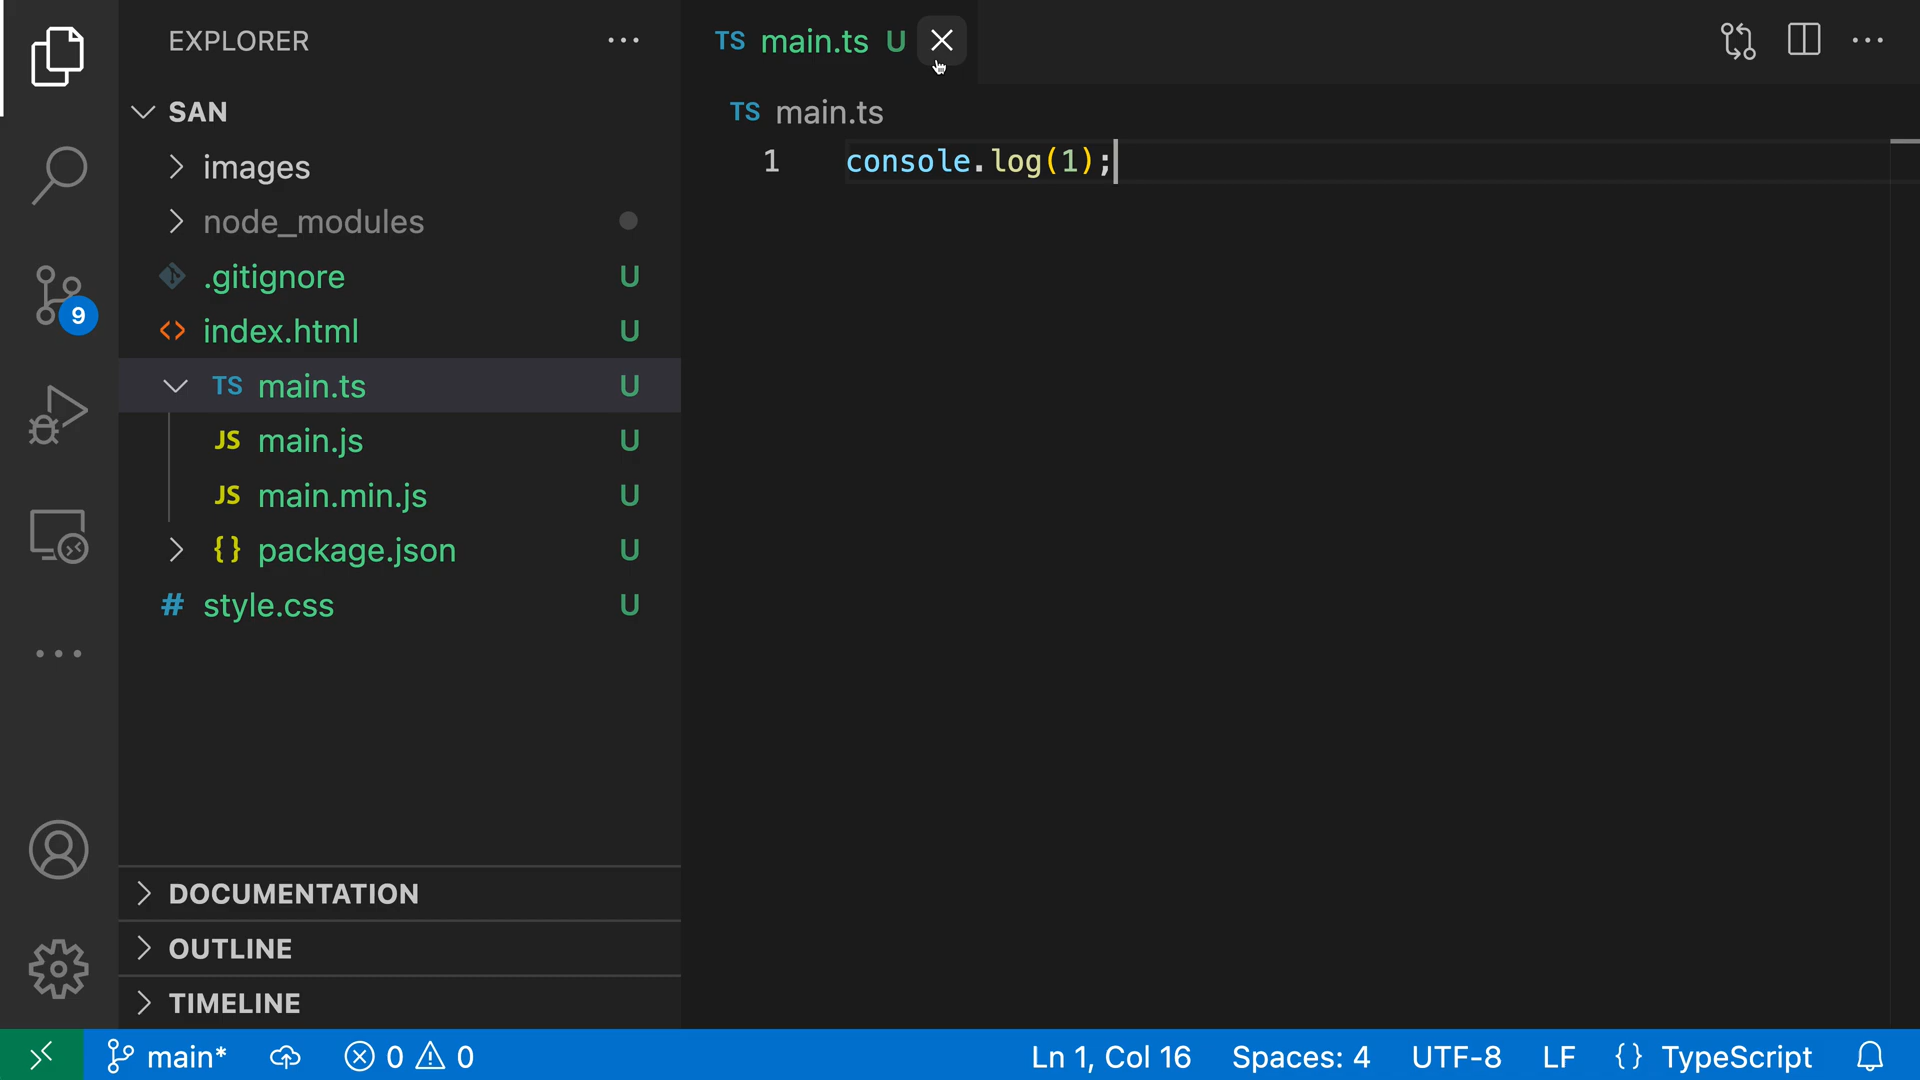 EXPLORER
SAN
images
node_modules
.gitignore U
index.html U
TS main.ts U
JS main.js U
JS main.min.js U
{} package.json U
# style.css U
DOCUMENTATION
OUTLINE
TIMELINE
9
TS main.ts U
TS main.ts
1 console.log(1);
main* 0 0 Ln 1, Col 16 Spaces: 4 UTF-8 LF {} TypeScript